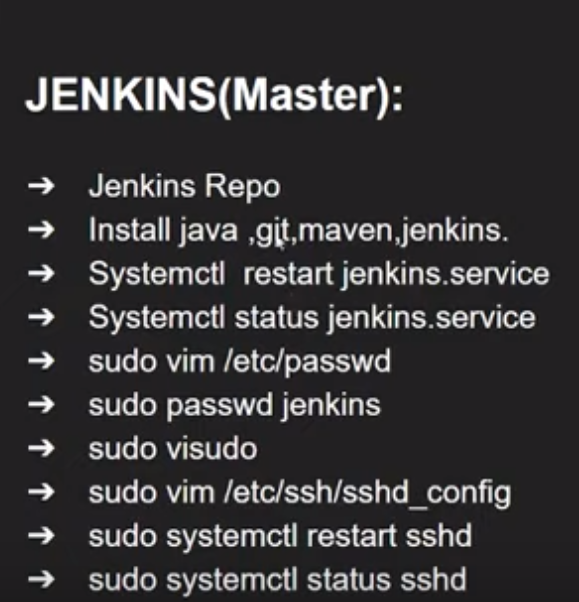 JENKINS(Master):
➔ Jenkins Repo
➔ Install java ,git,maven,jenkins.
➔ Systemctl restart jenkins.service
➔ Systemctl status jenkins.service
➔ sudo vim /etc/passwd
➔ sudo passwd jenkins
➔ sudo visudo
➔ sudo vim /etc/ssh/sshd_config
➔ sudo systemctl restart sshd
➔ sudo systemctl status sshd